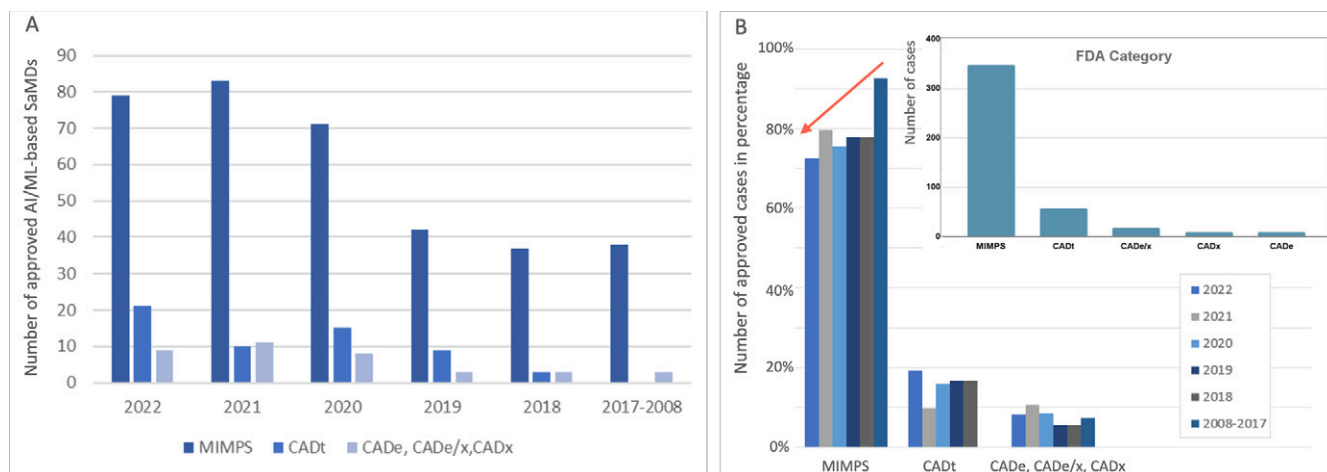 A
Number of approved AI/ML-based SaMDs
90
80
70
60
50
40
30
20
10
0
2022 2021 2020 2019 2018 2017-2008
MIMPS CADt CADe, CADe/x,CADx
B
Number of approved cases in percentage
100%
80%
60%
40%
20%
0%
MIMPS CADt CADe, CADe/x, CADx
FDA Category
Number of cases
400
300
200
100
0
MIMPS CADt CADe/x CADx CADe
2022
2021
2020
2019
2018
2008-2017